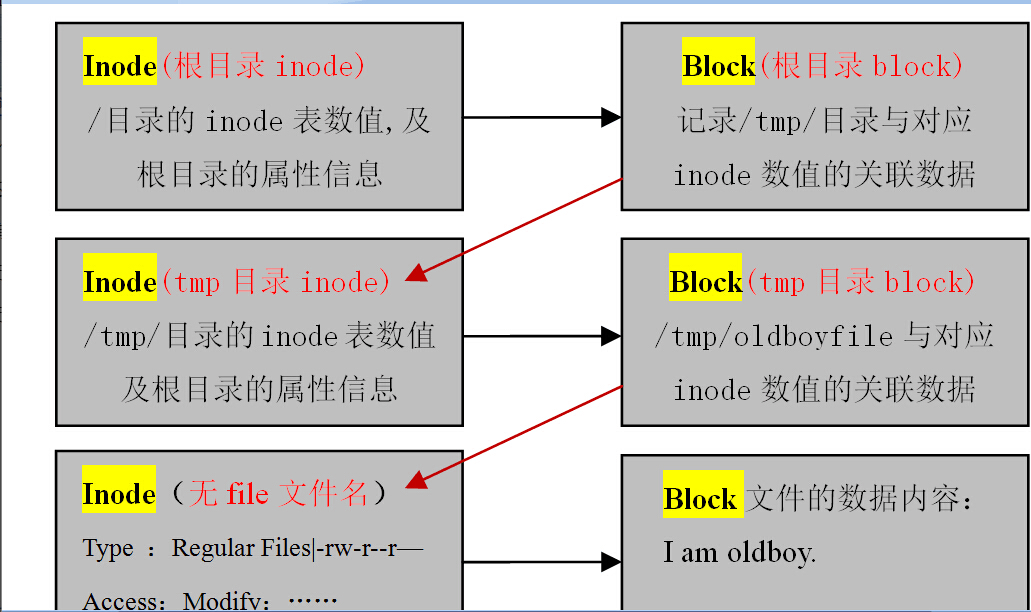 Inode(根目录 inode)
/目录的 inode 表数值,及
根目录的属性信息
Block(根目录 block)
记录/tmp/目录与对应
inode 数值的关联数据
Inode(tmp 目录 inode)
/tmp/目录的 inode 表数值
及根目录的属性信息
Block(tmp 目录 block)
/tmp/oldboyfile 与对应
inode 数值的关联数据
Inode（无 file 文件名）
Type ：Regular Files|-rw-r--r—
Access：Modify：……
Block 文件的数据内容：
I am oldboy.